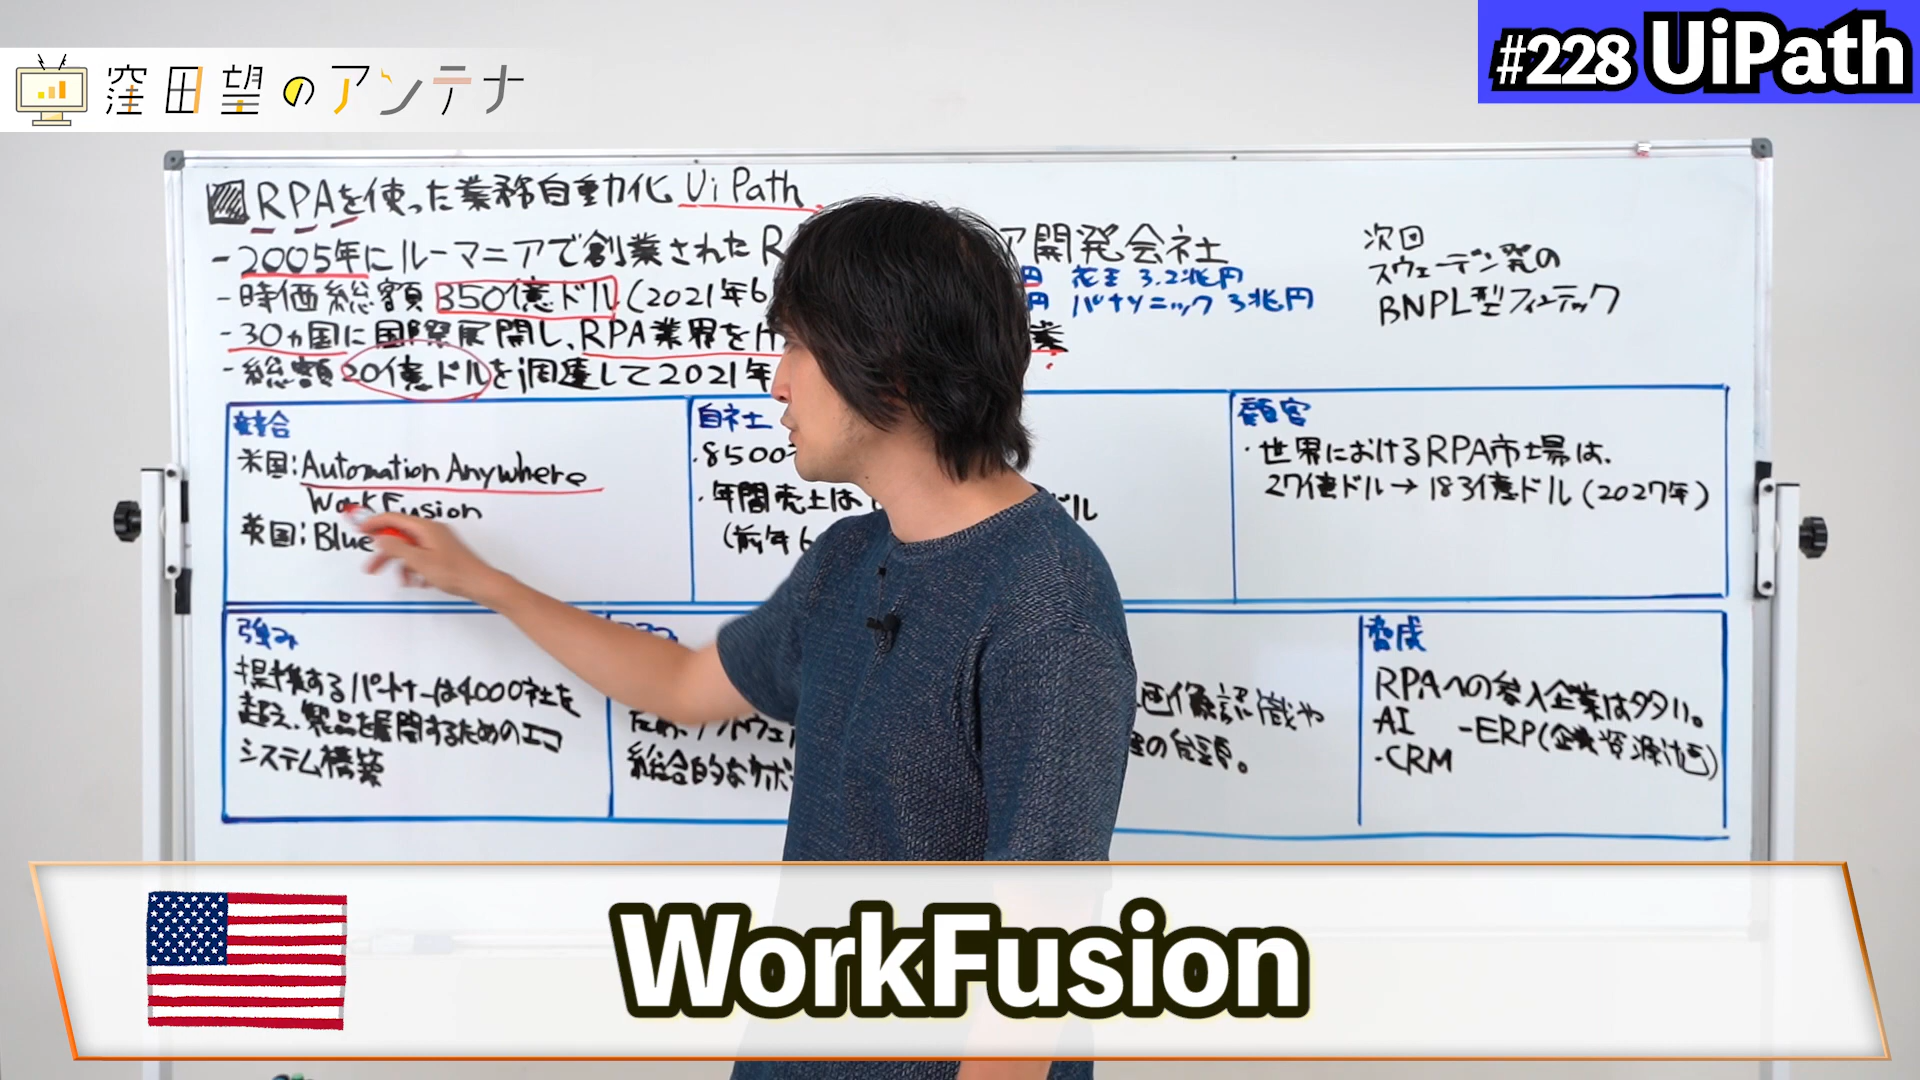 窪田望のアンテナ
#228 UiPath
RPAを使った業務自動化 UiPath
- 2005年にルーマニアで創業されたR
ア開発会社
- 時価総額 350億ドル (2021年6
円 花王 3.2兆円
円 パナソニック 3兆円
- 30ヵ国に国際展開し、RPA業界を
業
- 総額20億ドルを調達して2021年
次回
スウェーデン発の
BNPL型フィンテック
競合
米国:Automation Anywhere
WorkFusion
英国:Blue
自社
・8500
・年間売上は
ドル
(前年6
顧客
・世界におけるRPA市場は、
27億ドル→183億ドル (2027年)
強み
提携するパートナーは4000社を
超え、製品を展開するためのエコ
システム構築
総合的なサポ
画像認識や
の台頭。
脅威
RPAへの参入企業は多い。
・AI -ERP(企業資源計画)
・CRM
WorkFusion